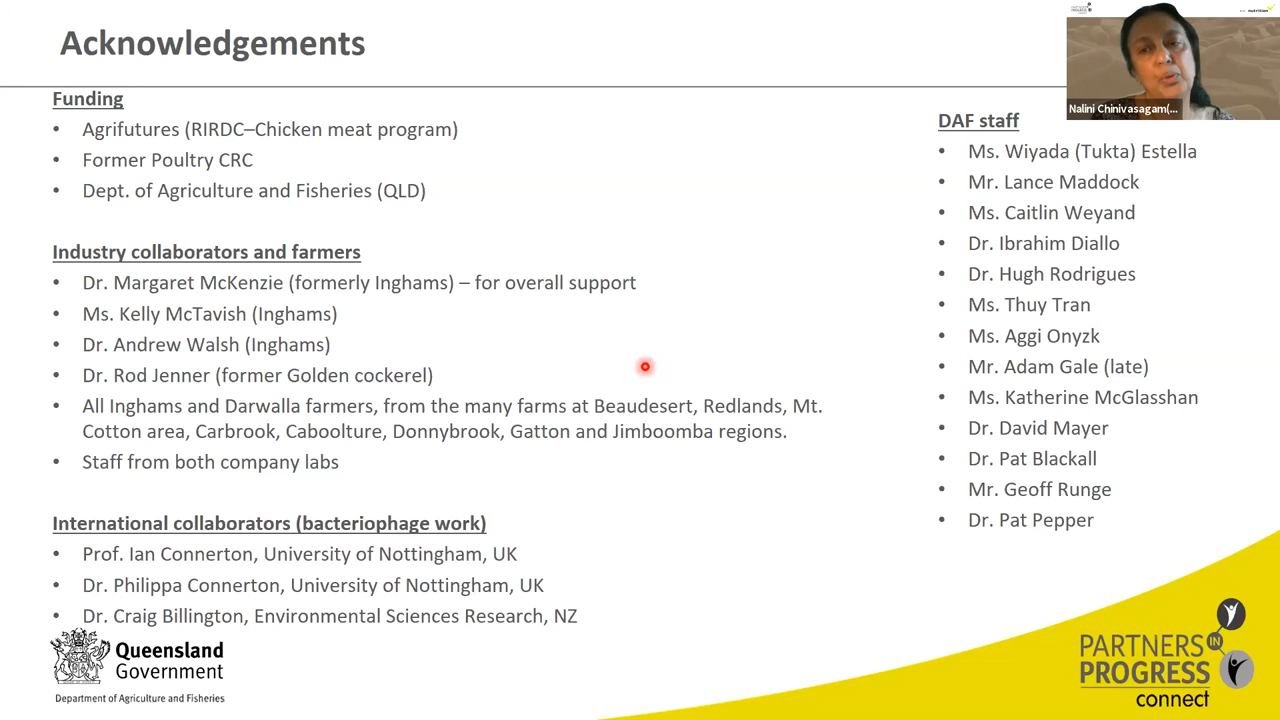 Acknowledgements
Funding
• Agrifutures (RIRDC–Chicken meat program)
• Former Poultry CRC
• Dept. of Agriculture and Fisheries (QLD)
Industry collaborators and farmers
• Dr. Margaret McKenzie (formerly Inghams) – for overall support
• Ms. Kelly McTavish (Inghams)
• Dr. Andrew Walsh (Inghams)
• Dr. Rod Jenner (former Golden cockerel)
• All Inghams and Darwalla farmers, from the many farms at Beaudesert, Redlands, Mt.
Cotton area, Carbrook, Caboolture, Donnybrook, Gatton and Jimboomba regions.
• Staff from both company labs
International collaborators (bacteriophage work)
• Prof. Ian Connerton, University of Nottingham, UK
• Dr. Philippa Connerton, University of Nottingham, UK
• Dr. Craig Billington, Environmental Sciences Research, NZ
Queensland
Government
Department of Agriculture and Fisheries
nutrition
Nalini Chinivasagam(...
DAF staff
• Ms. Wiyada (Tukta) Estella
• Mr. Lance Maddock
• Ms. Caitlin Weyand
• Dr. Ibrahim Diallo
• Dr. Hugh Rodrigues
• Ms. Thuy Tran
• Ms. Aggi Onyzk
• Mr. Adam Gale (late)
• Ms. Katherine McGlasshan
• Dr. David Mayer
• Dr. Pat Blackall
• Mr. Geoff Runge
• Dr. Pat Pepper
PARTNERS IN
PROGRESS
connect